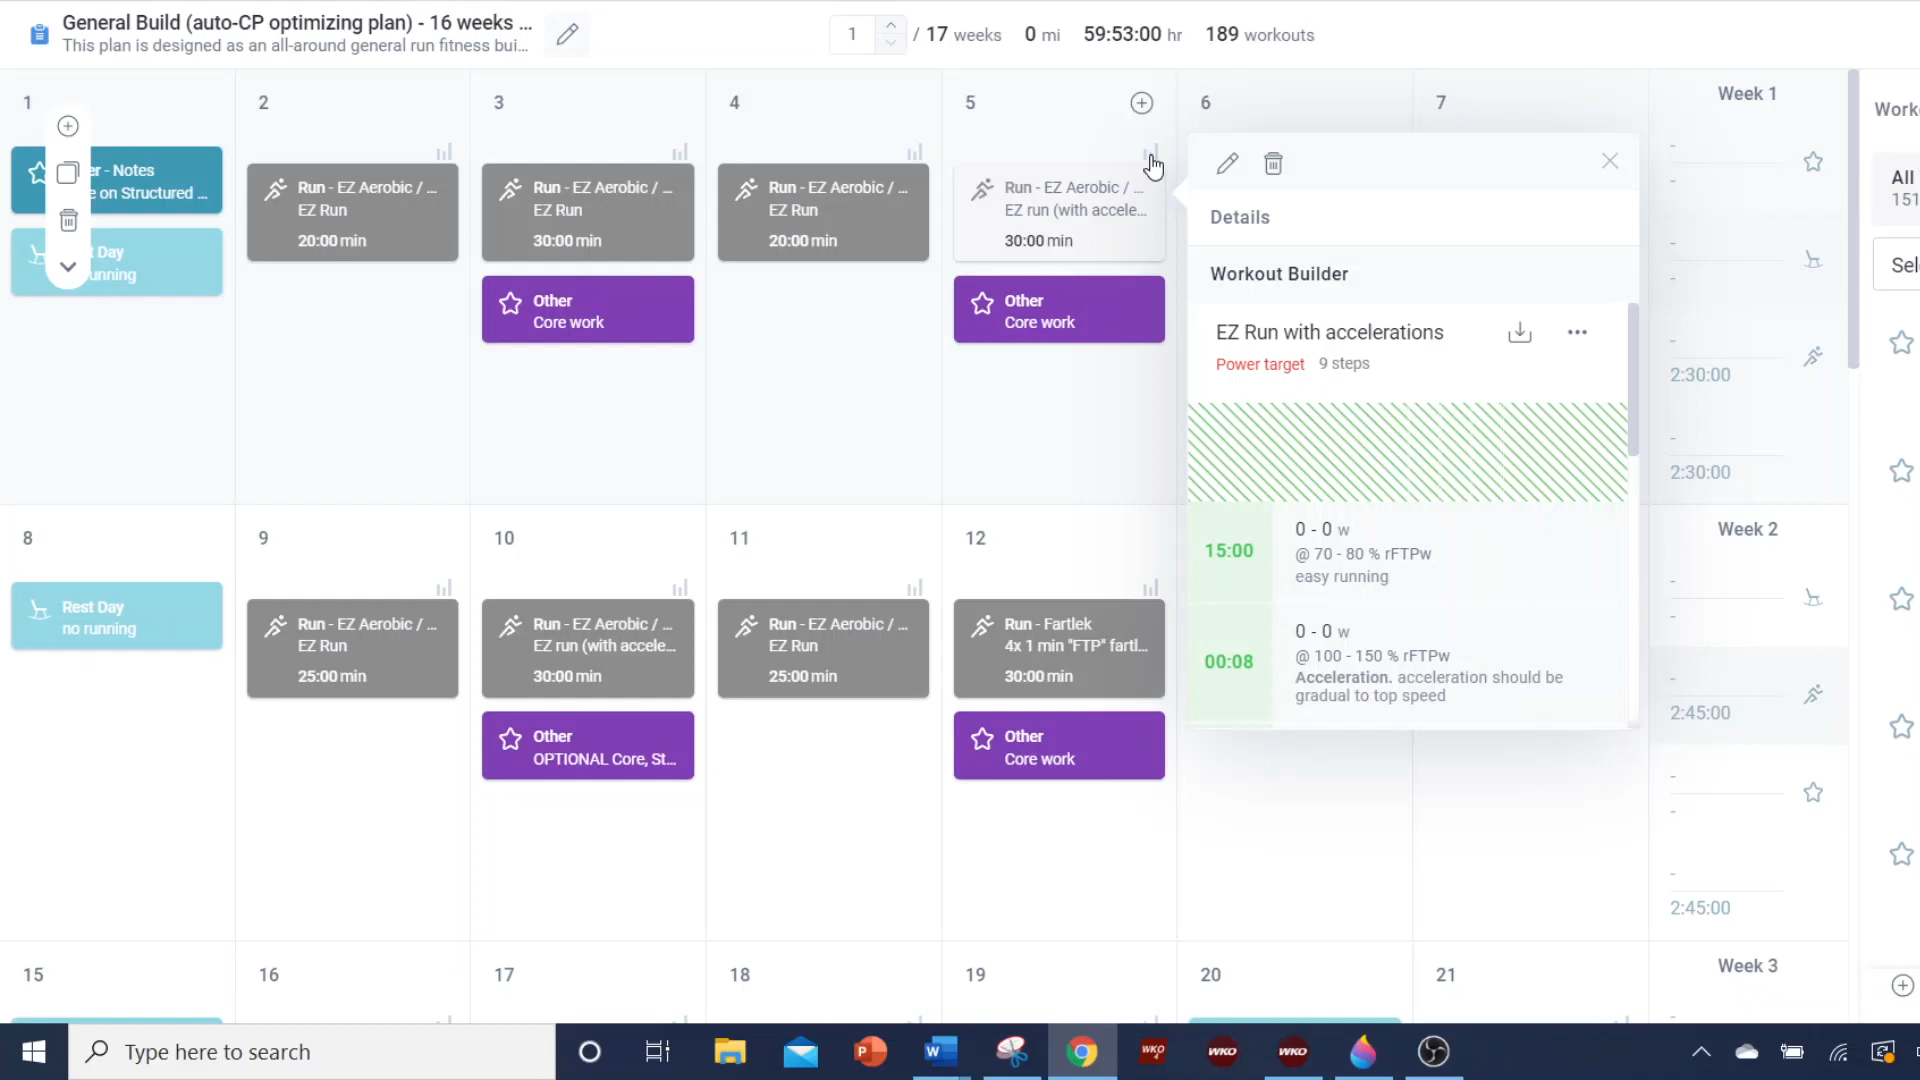 General Build (auto-CP optimizing plan) - 16 weeks ...
This plan is designed as an all-around general run fitness bui...
1 / 17 weeks 0 mi 59:53:00 hr 189 workouts
1 2 3 4 5 6 7 Week 1
er - Notes
e on Structured ...
t Day
unning
Run - EZ Aerobic / ...
EZ Run
20:00 min
Run - EZ Aerobic / ...
EZ Run
30:00 min
Other
Core work
Run - EZ Aerobic / ...
EZ Run
20:00 min
Run - EZ Aerobic / ...
EZ run (with accele...
30:00 min
Other
Core work
Details
Workout Builder
EZ Run with accelerations
Power target 9 steps
15:00
0 - 0 w
@ 70 - 80 % rFTPw
easy running
00:08
0 - 0 w
@ 100 - 150 % rFTPw
Acceleration. acceleration should be
gradual to top speed
-
-
-
-
-
2:30:00
-
2:30:00
Worko
All
151
Sele
8 9 10 11 12 Week 2
Rest Day
no running
Run - EZ Aerobic / ...
EZ Run
25:00 min
Run - EZ Aerobic / ...
EZ run (with accele...
30:00 min
Other
OPTIONAL Core, St...
Run - EZ Aerobic / ...
EZ Run
25:00 min
Run - Fartlek
4x 1 min "FTP" fartl...
30:00 min
Other
Core work
-
-
-
2:45:00
-
-
-
2:45:00
15 16 17 18 19 20 21 Week 3
-
Type here to search
P
W
WKO
4
WKO
WKO